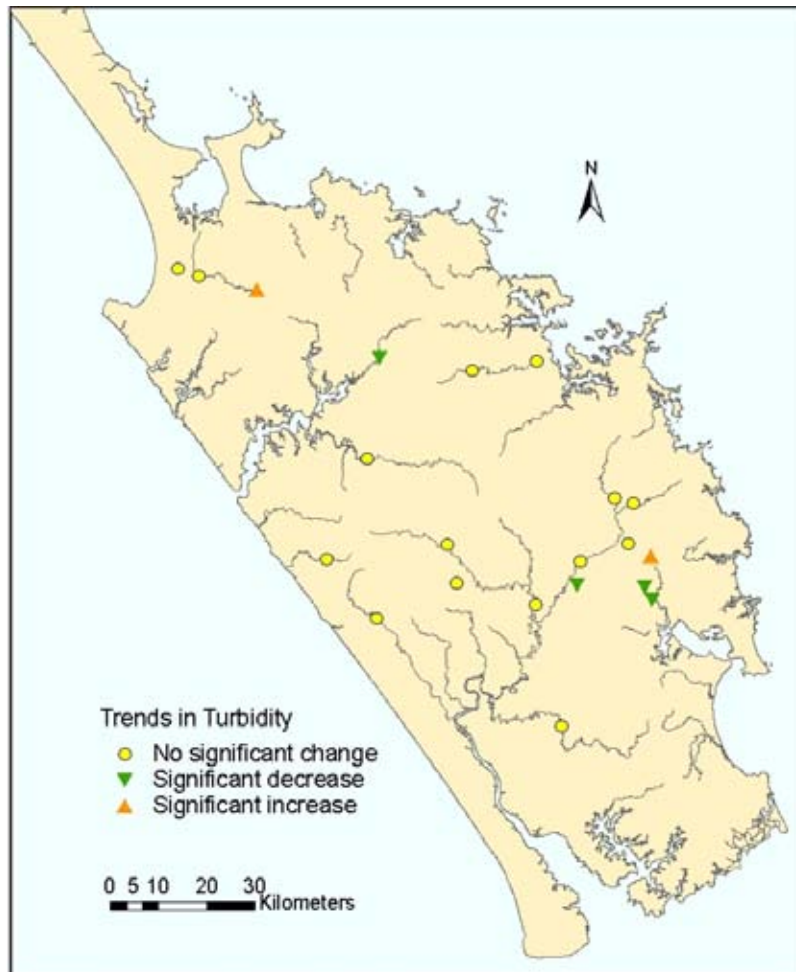 N
Trends in Turbidity
No significant change
Significant decrease
Significant increase
0 5 10 20 30
Kilometers